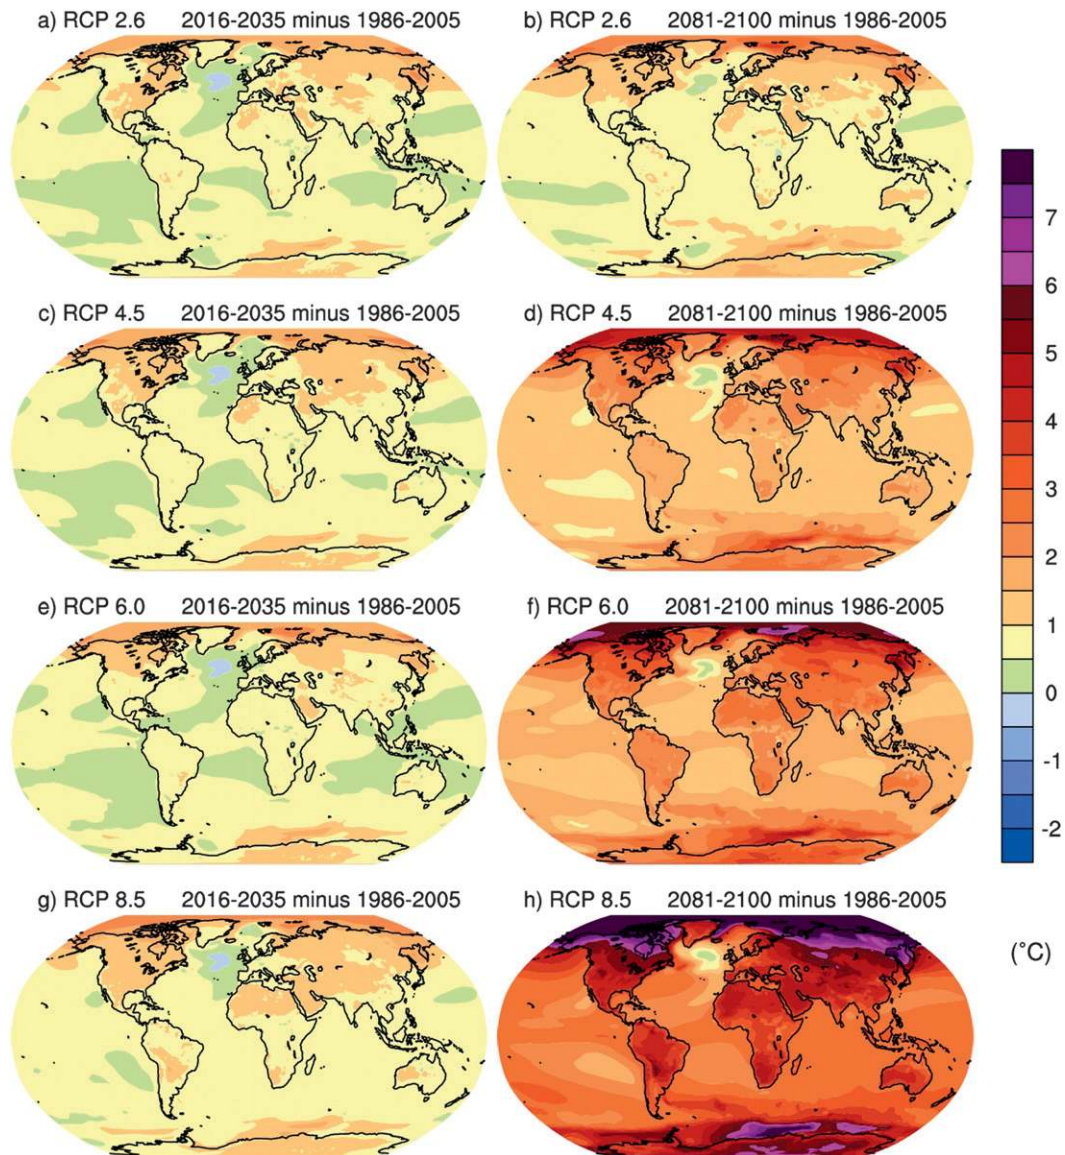 a) RCP 2.6 2016-2035 minus 1986-2005
b) RCP 2.6 2081-2100 minus 1986-2005
c) RCP 4.5 2016-2035 minus 1986-2005
d) RCP 4.5 2081-2100 minus 1986-2005
e) RCP 6.0 2016-2035 minus 1986-2005
f) RCP 6.0 2081-2100 minus 1986-2005
g) RCP 8.5 2016-2035 minus 1986-2005
h) RCP 8.5 2081-2100 minus 1986-2005
7
6
5
4
3
2
1
0
-1
-2
(°C)